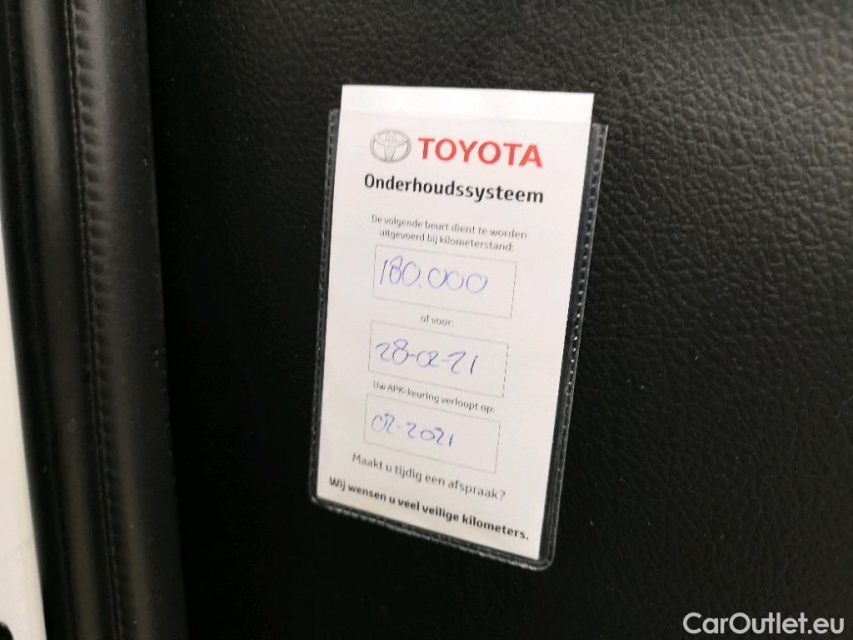 TOYOTA
Onderhoudssysteem
De volgende beurt dient te worden
uitgevoerd bij kilometerstand:
180.000
of voor:
28-02-21
Uw APK-keuring verloopt op:
02-2021
Maakt u tijdig een afspraak?
Wij wensen u veel veilige kilometers.
CarOutlet.eu